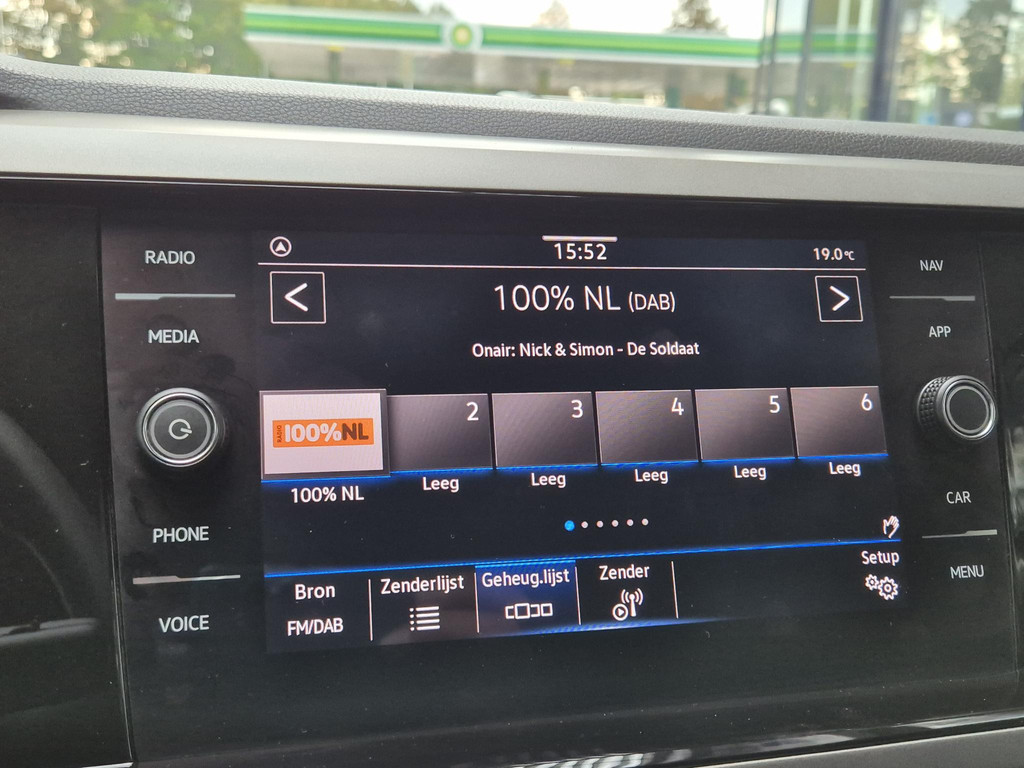 RADIO
MEDIA
PHONE
VOICE
15:52
19.0°C
100% NL (DAB)
Onair: Nick & Simon - De Soldaat
RADIO 100%NL
2
3
4
5
6
100% NL
Leeg
Leeg
Leeg
Leeg
Leeg
Bron
FM/DAB
Zenderlijst
Geheug.lijst
Zender
Setup
NAV
APP
CAR
MENU